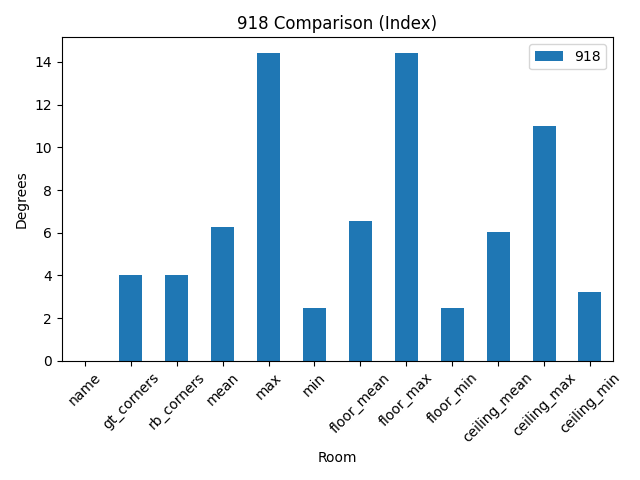 918 Comparison (Index)
918
Degrees
14
12
10
8
6
4
2
0
name
gt_corners
rb_corners
mean
max
min
floor_mean
floor_max
floor_min
ceiling_mean
ceiling_max
ceiling_min
Room